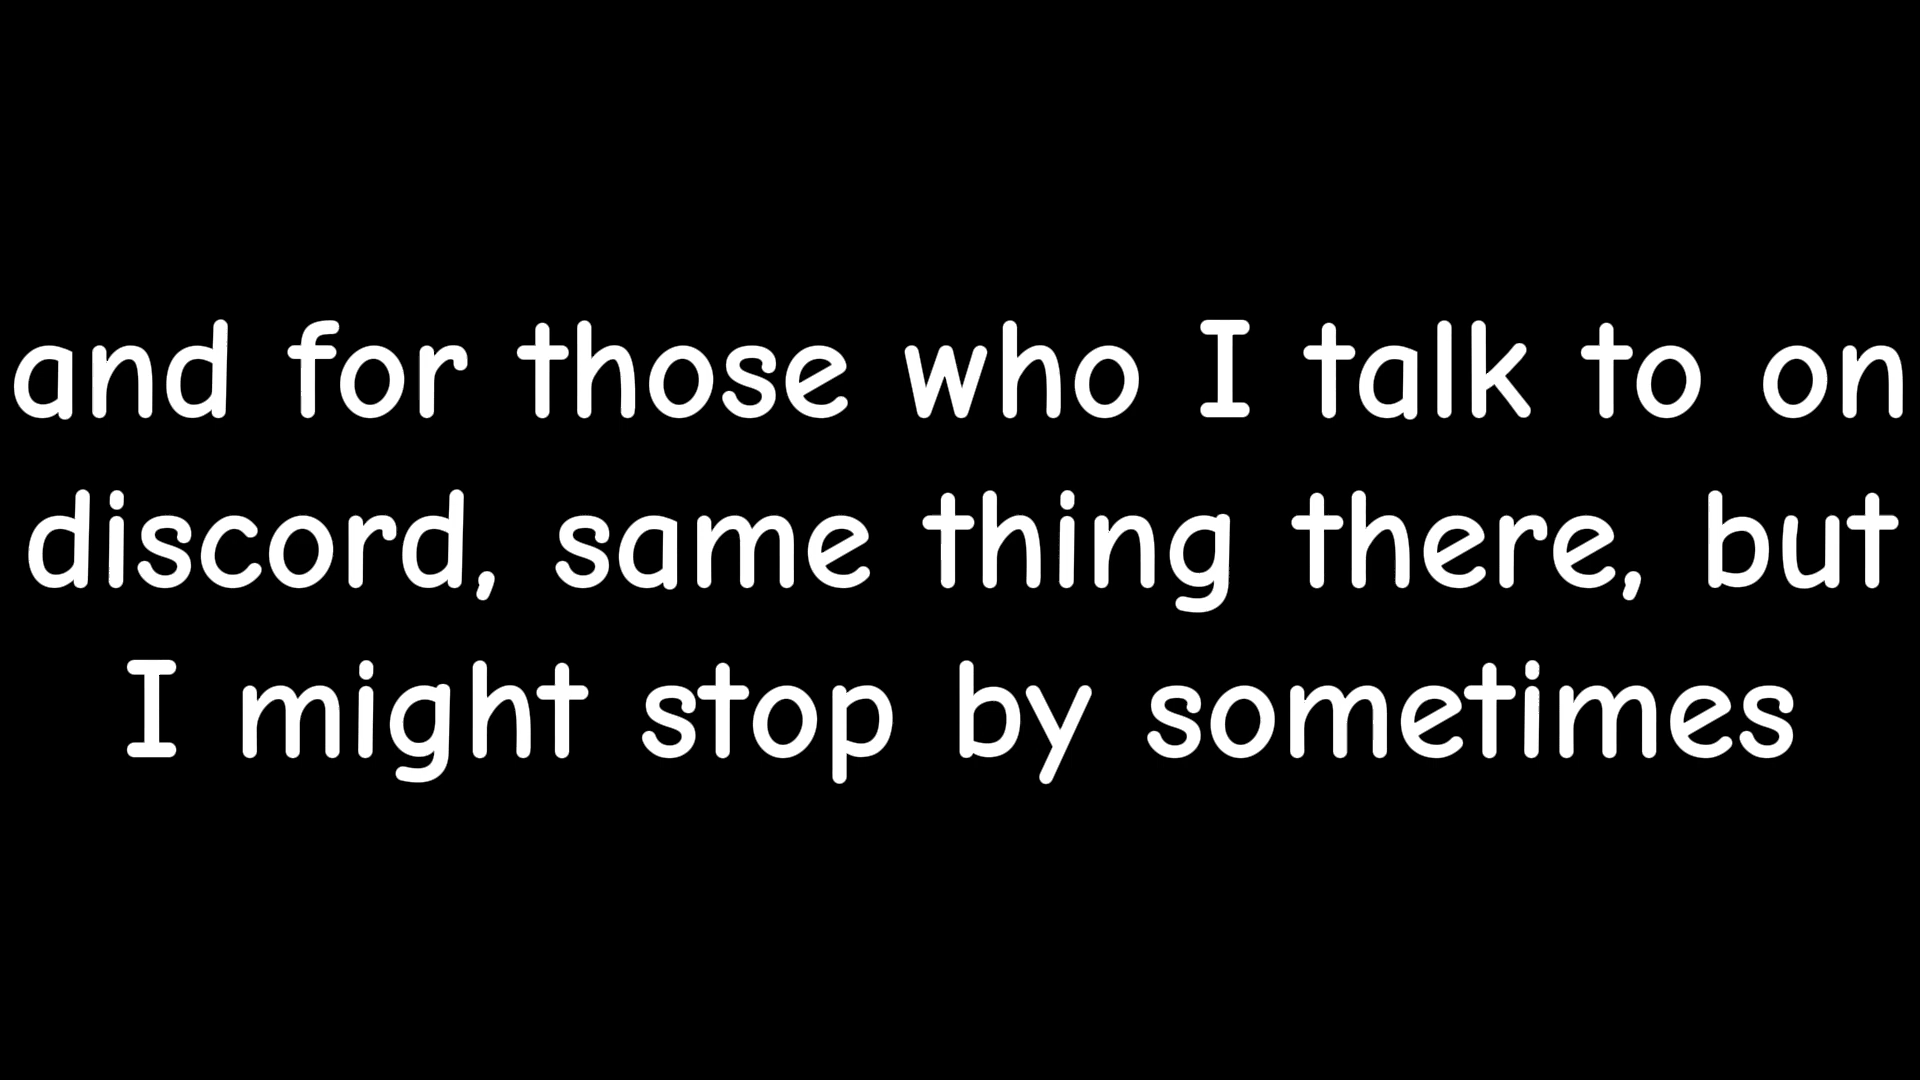 and for those who I talk to on
discord, same thing there, but
I might stop by sometimes